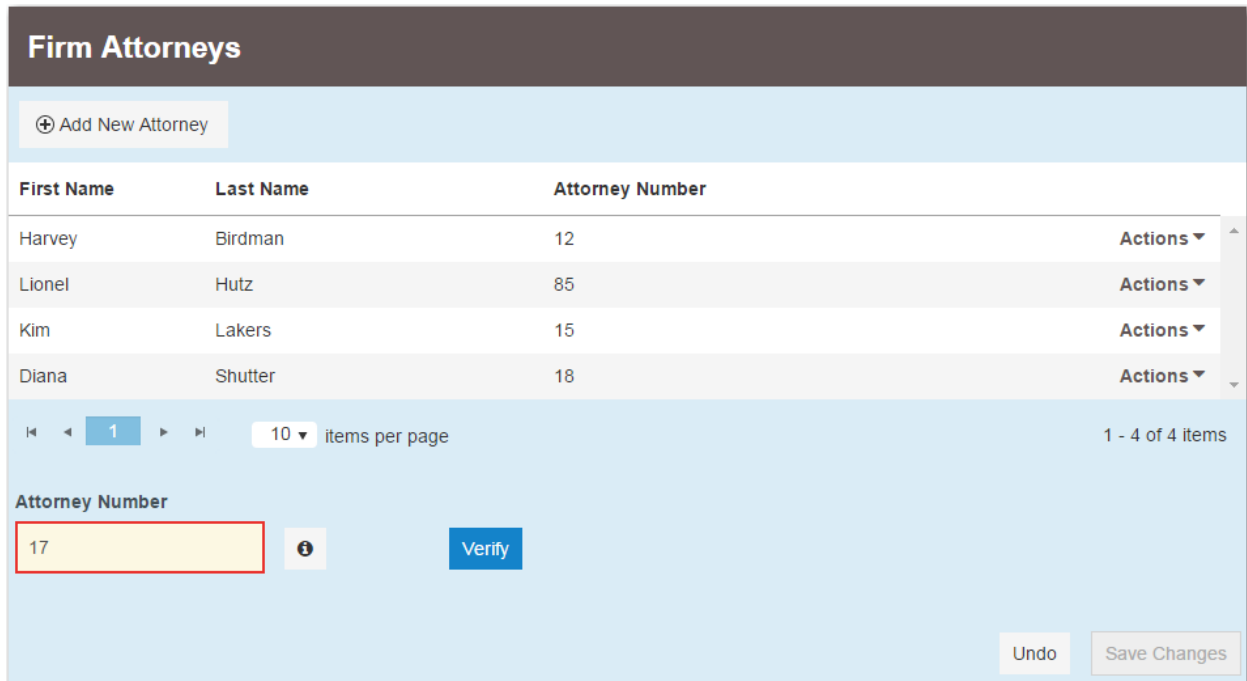 Firm Attorneys
Add New Attorney
First Name Last Name Attorney Number
Harvey Birdman 12 Actions
Lionel Hutz 85 Actions
Kim Lakers 15 Actions
Diana Shutter 18 Actions
1 10 items per page 1 - 4 of 4 items
Attorney Number
17 Verify
Undo Save Changes